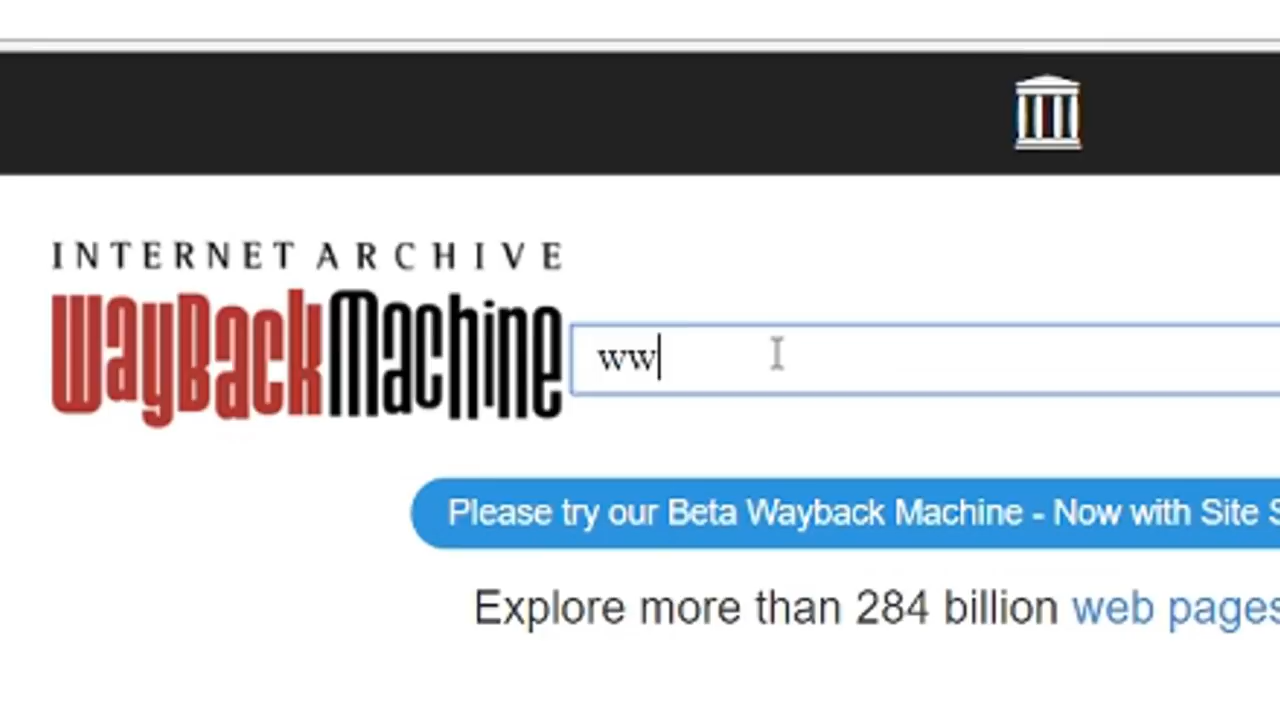 INTERNET ARCHIVE
WayBackMachine
ww
Please try our Beta Wayback Machine - Now with Site
Explore more than 284 billion web pages